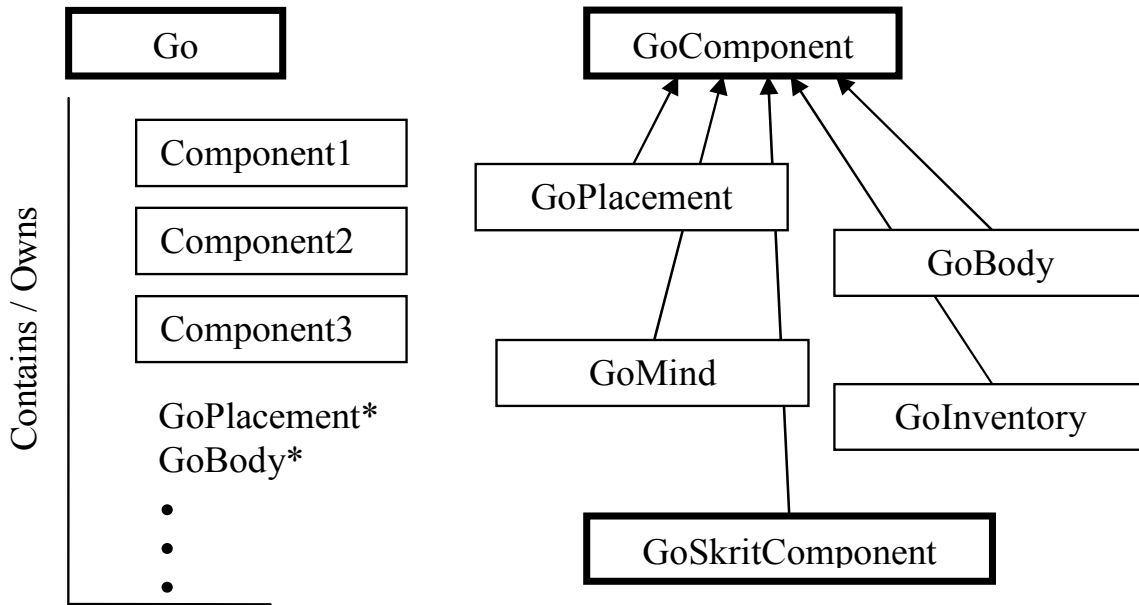 Go
Contains / Owns
Component1
Component2
Component3
GoPlacement*
GoBody*
GoComponent
GoPlacement
GoBody
GoMind
GoInventory
GoSkritComponent